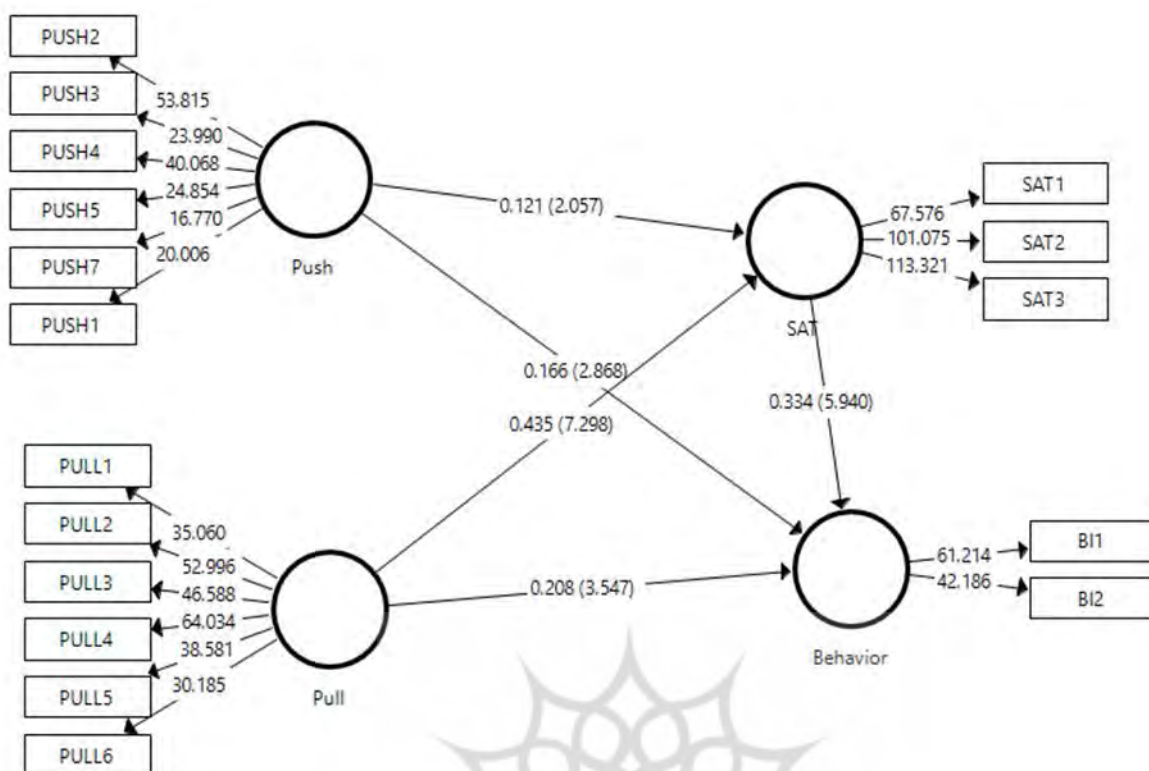 PUSH2
PUSH3
PUSH4
PUSH5
PUSH7
PUSH1
53.815
23.990
40.068
24.854
16.770
20.006
Push
0.121 (2.057)
SAT
67.576
101.075
113.321
SAT1
SAT2
SAT3
0.166 (2.868)
0.435 (7.298)
0.334 (5.940)
PULL1
PULL2
PULL3
PULL4
PULL5
PULL6
35.060
52.996
46.588
64.034
38.581
30.185
Pull
0.208 (3.547)
Behavior
61.214
42.186
BI1
BI2